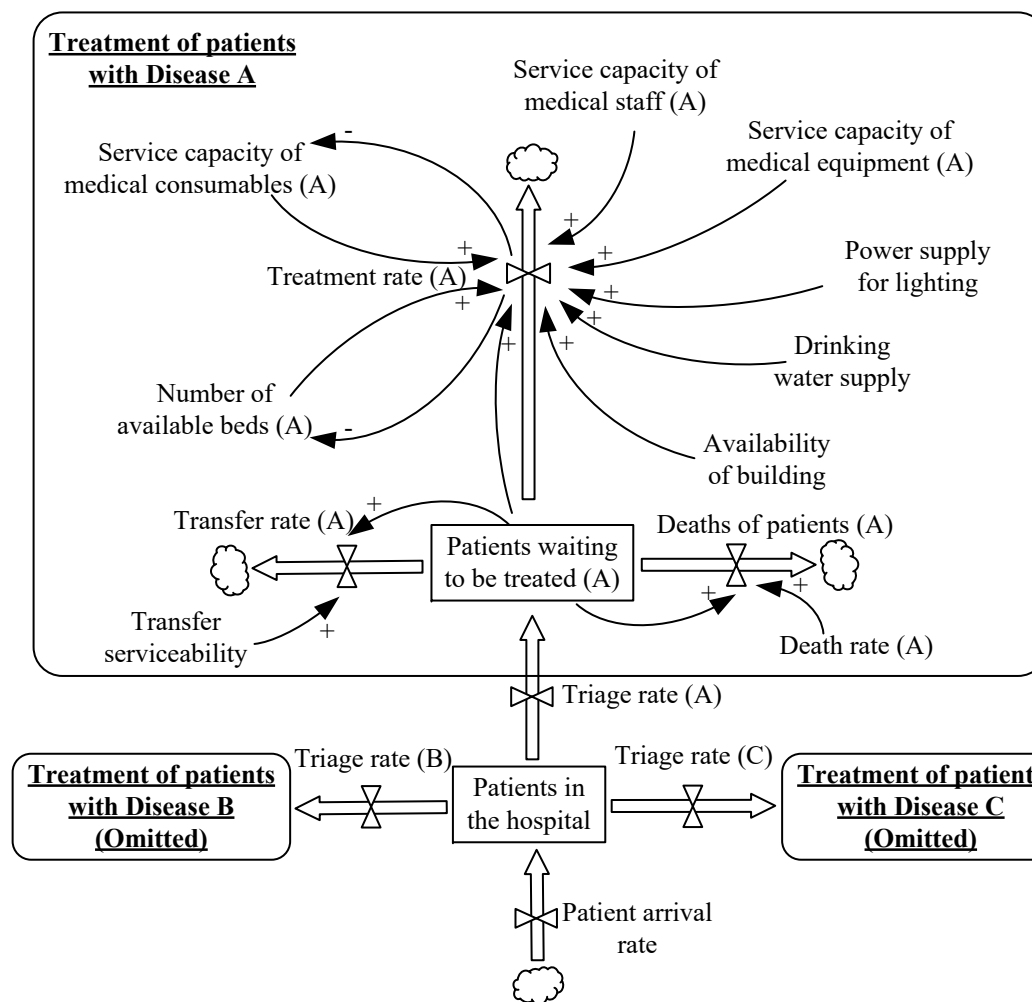 Treatment of patients
with Disease A
Service capacity of
medical staff (A)
Service capacity of
medical equipment (A)
-
Service capacity of
medical consumables (A)
+
+
+
Treatment rate (A)
Power supply
for lighting
+
+
+
+
+
Drinking
water supply
Number of
available beds (A)
-
Availability
of building
+
Transfer rate (A)
Deaths of patients (A)
Patients waiting
to be treated (A)
+
+
+
Transfer
serviceability
Death rate (A)
Triage rate (A)
Triage rate (B)
Triage rate (C)
Treatment of patients
with Disease B
(Omitted)
Patients in
the hospital
Treatment of patient
with Disease C
(Omitted)
Patient arrival
rate